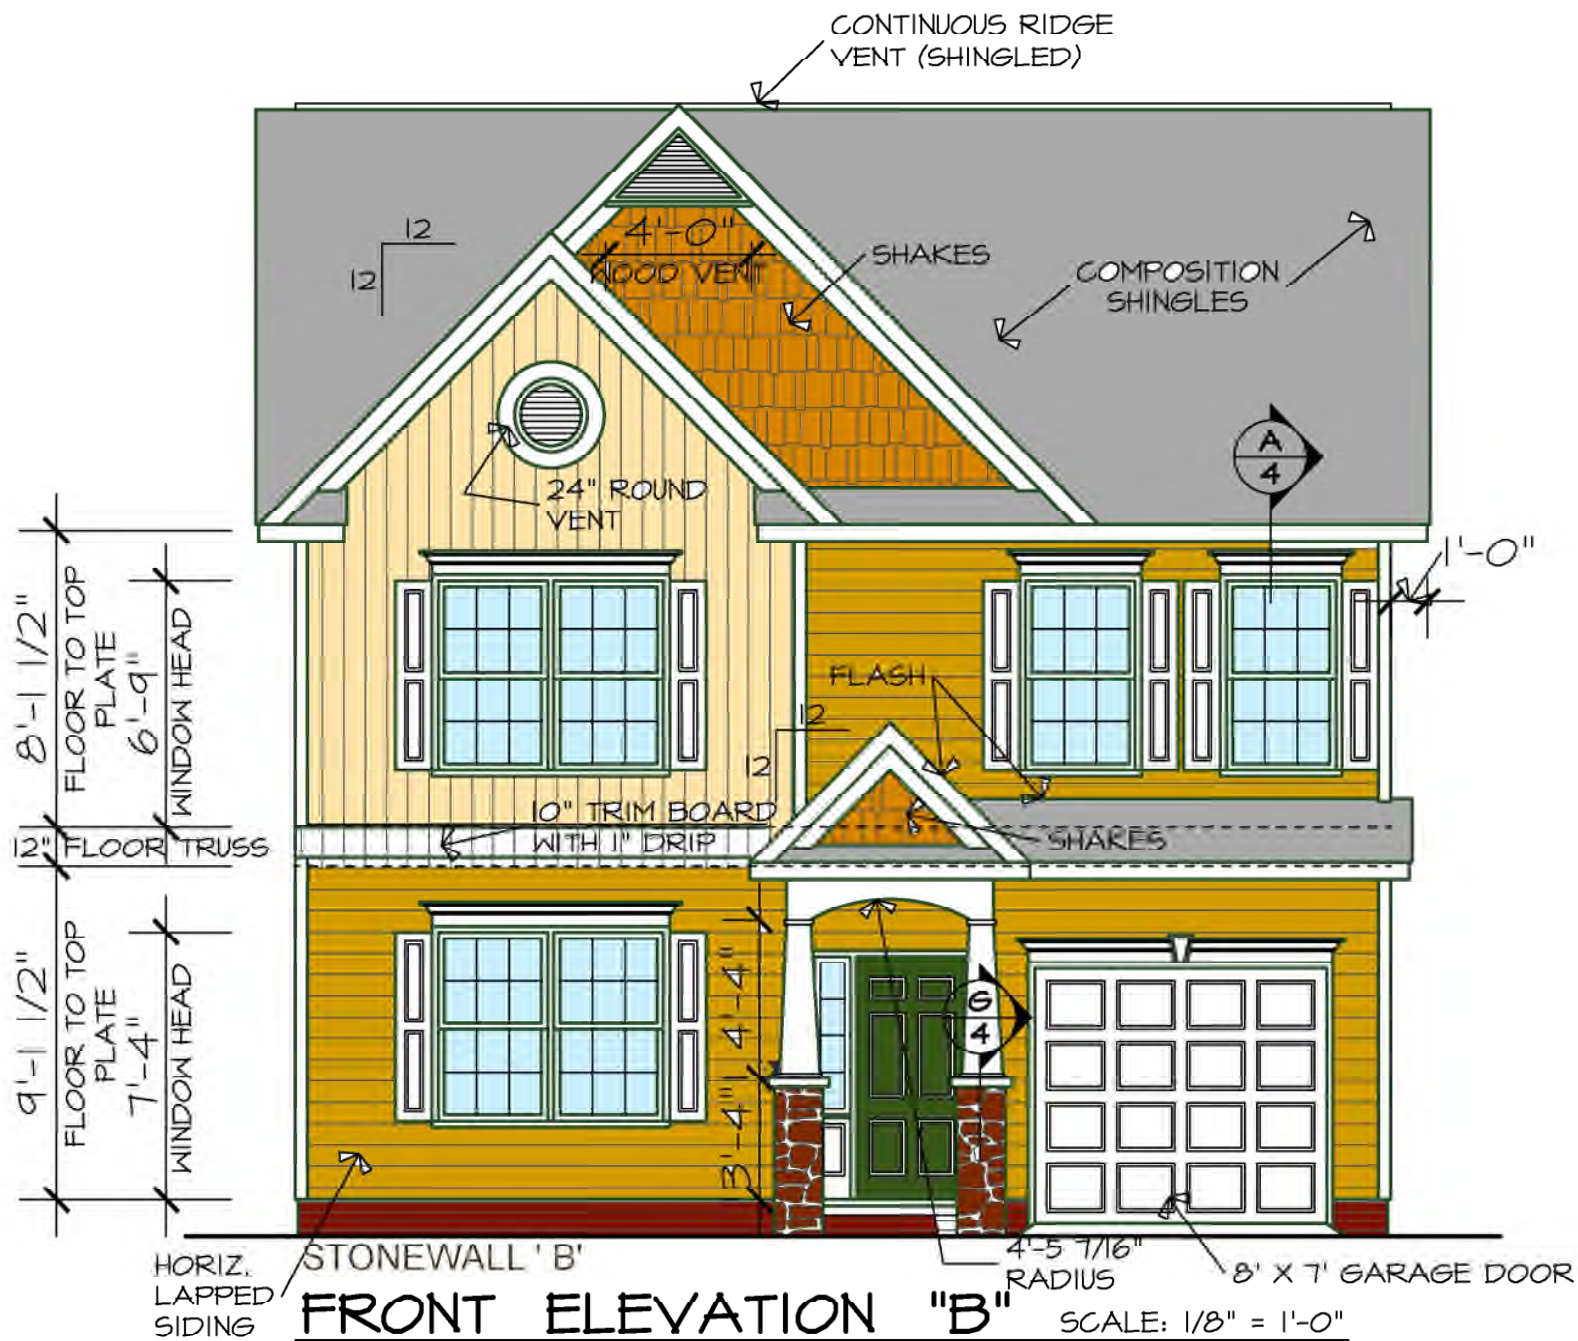 CONTINUOUS RIDGE
VENT (SHINGLED)
12
12
4'-0"
WOOD VENT
SHAKES
COMPOSITION
SHINGLES
A
4
24" ROUND
VENT
1'-0"
8'-1 1/2"
FLOOR TO TOP
PLATE
6'-9"
WINDOW HEAD
FLASH
12
12
10" TRIM BOARD
WITH 1" DRIP
SHAKES
12" FLOOR TRUSS
9'-1 1/2"
FLOOR TO TOP
PLATE
7'-4"
WINDOW HEAD
4'-4"
3'-4"
G
4
HORIZ.
LAPPED
SIDING
4'-5 7/16"
RADIUS
8' X 7' GARAGE DOOR
STONEWALL 'B'
FRONT ELEVATION "B"
SCALE: 1/8" = 1'-0"